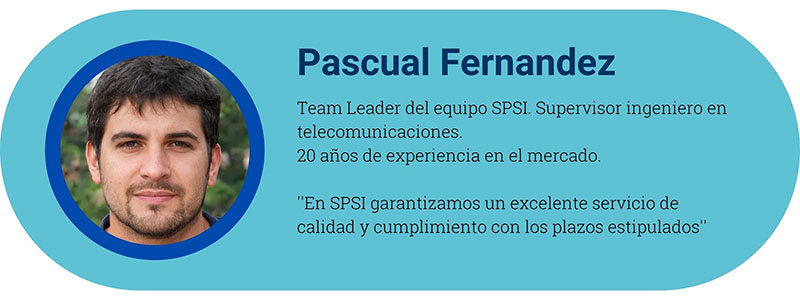 Pascual Fernandez
Team Leader del equipo SPSI. Supervisor ingeniero en
telecomunicaciones.
20 años de experiencia en el mercado.
"En SPSI garantizamos un excelente servicio de
calidad y cumplimiento con los plazos estipulados"